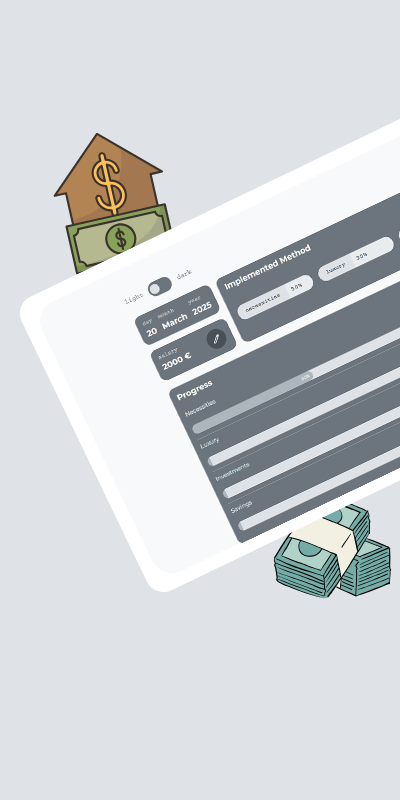 $
$
light dark
day month year
20 March 2025
salary
2000 €
Implemented Method
necessities 50%
luxury 30%
Progress
Necessities
Luxury
Investments
Savings